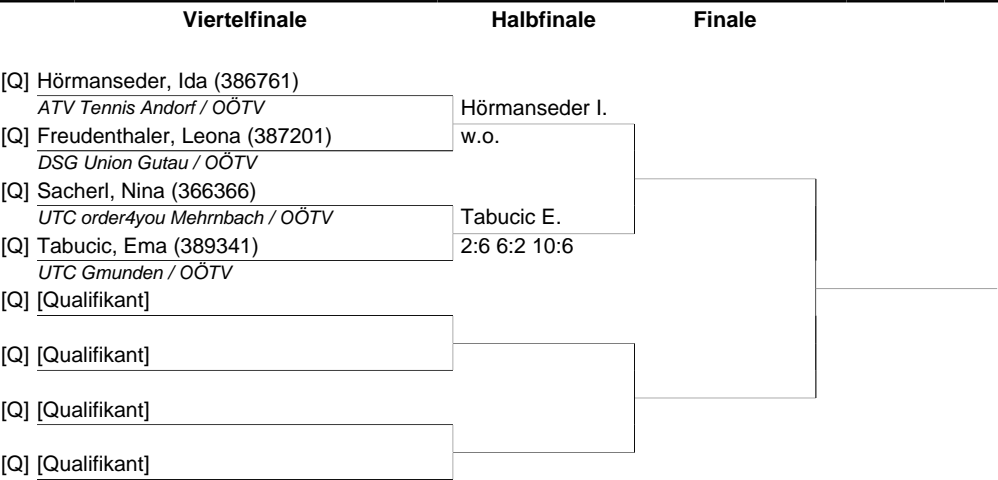 Viertelfinale Halbfinale Finale
[Q] Hörmanseder, Ida (386761)
ATV Tennis Andorf / OÖTV Hörmanseder I.
[Q] Freudenthaler, Leona (387201) w.o.
DSG Union Gutau / OÖTV
[Q] Sacherl, Nina (366366)
UTC order4you Mehrnbach / OÖTV Tabucic E.
[Q] Tabucic, Ema (389341) 2:6 6:2 10:6
UTC Gmunden / OÖTV
[Q] [Qualifikant]
[Q] [Qualifikant]
[Q] [Qualifikant]
[Q] [Qualifikant]